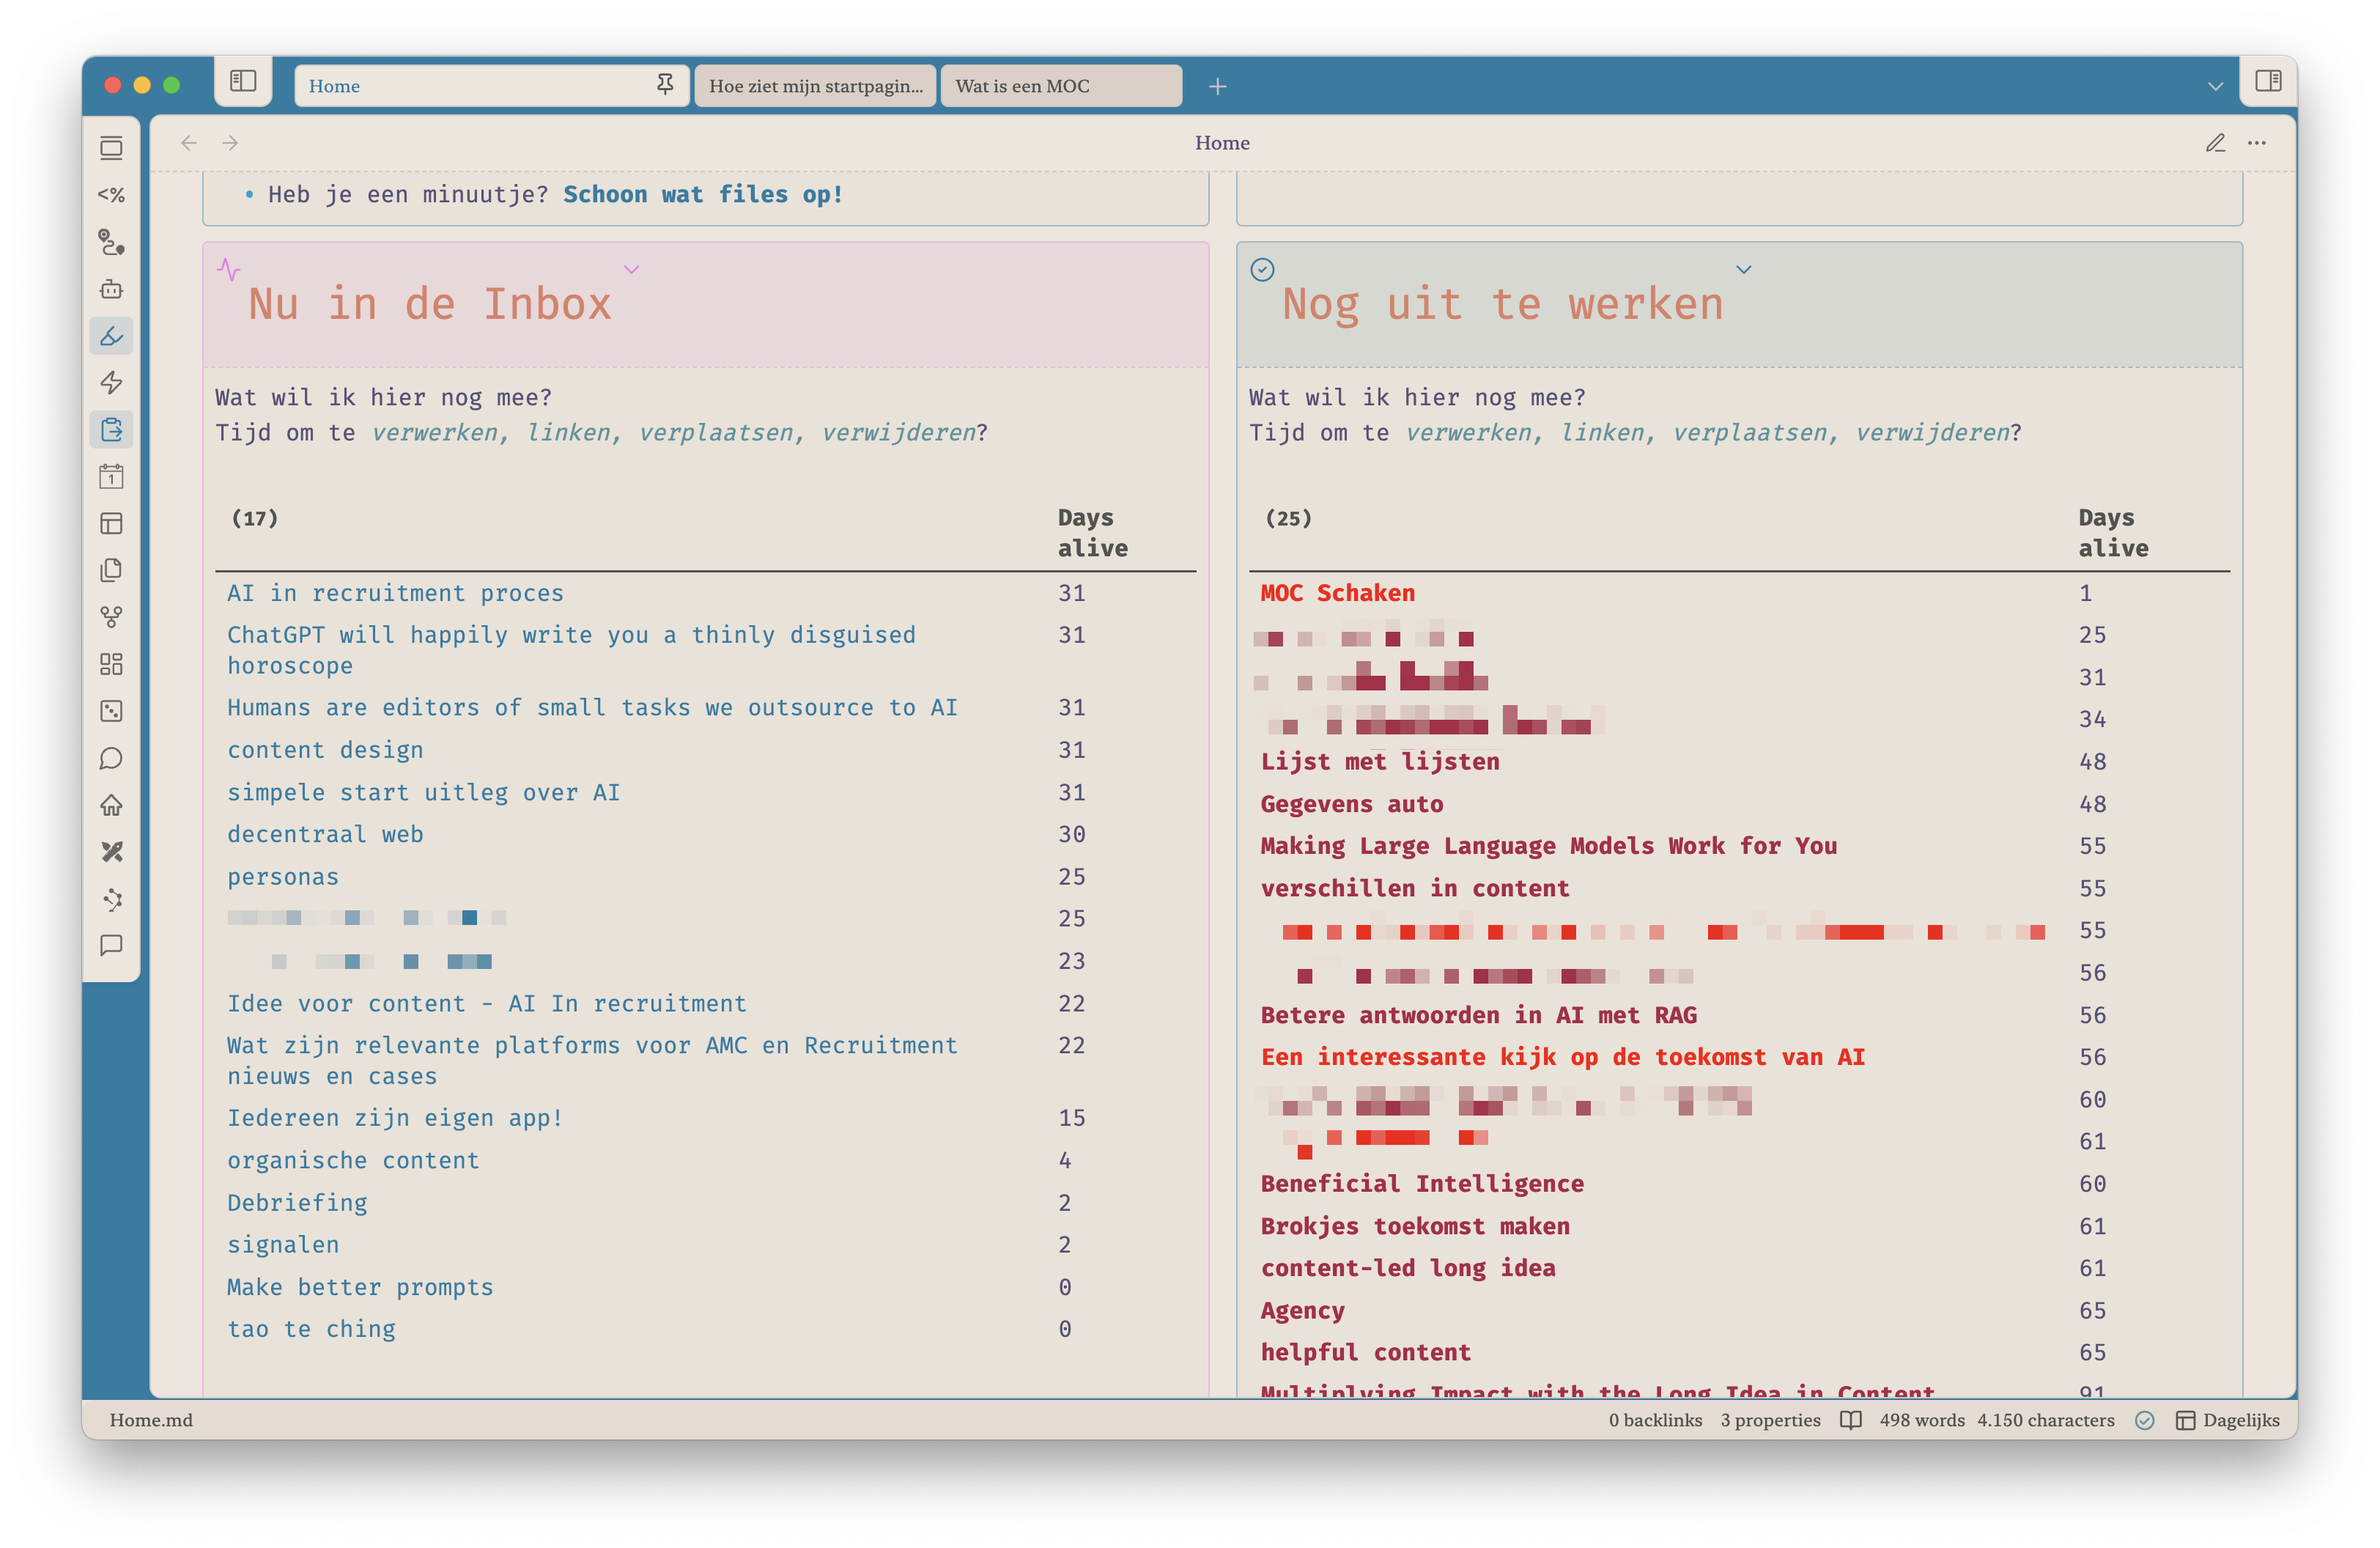 Home
Hoe ziet mijn startpagin...
Wat is een MOC
Home
<%
1
• Heb je een minuutje? Schoon wat files op!
Nu in de Inbox
Wat wil ik hier nog mee?
Tijd om te verwerken, linken, verplaatsen, verwijderen?
(17) Days
alive
AI in recruitment proces 31
ChatGPT will happily write you a thinly disguised 31
horoscope
Humans are editors of small tasks we outsource to AI 31
content design 31
simpele start uitleg over AI 31
decentraal web 30
personas 25
25
23
Idee voor content - AI In recruitment 22
Wat zijn relevante platforms voor AMC en Recruitment 22
nieuws en cases
Iedereen zijn eigen app! 15
organische content 4
Debriefing 2
signalen 2
Make better prompts 0
tao te ching 0
Nog uit te werken
Wat wil ik hier nog mee?
Tijd om te verwerken, linken, verplaatsen, verwijderen?
(25) Days
alive
MOC Schaken 1
25
31
34
Lijst met lijsten 48
Gegevens auto 48
Making Large Language Models Work for You 55
verschillen in content 55
55
56
Betere antwoorden in AI met RAG 56
Een interessante kijk op de toekomst van AI 56
60
61
Beneficial Intelligence 60
Brokjes toekomst maken 61
content-led long idea 61
Agency 65
helpful content 65
Multiplying Impact with the Long Idea in Content 91
Home.md
0 backlinks 3 properties 498 words 4.150 characters Dagelijks